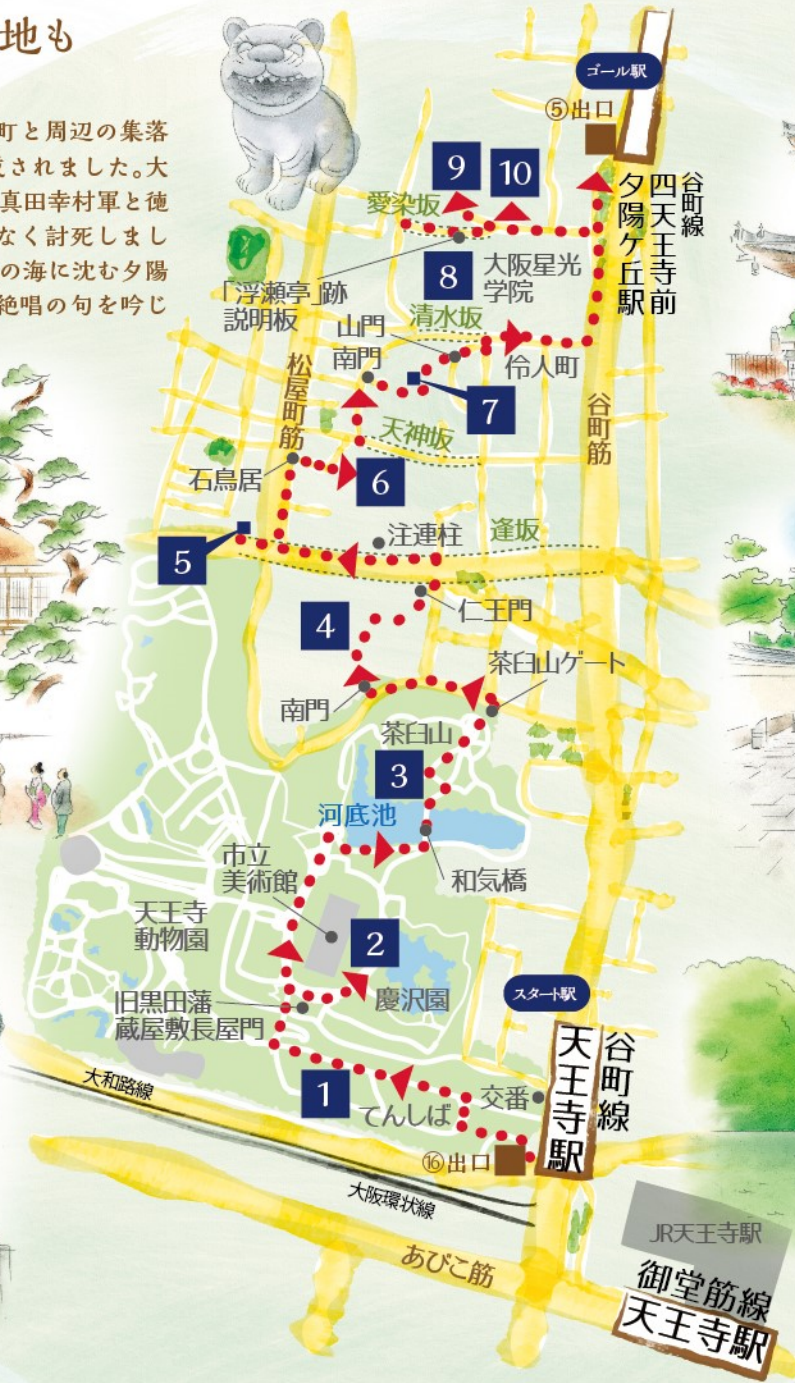 地も
町と周辺の集落
成されました。大
真田幸村軍と徳
なく討死しまし
の海に沈む夕陽
絶唱の句を吟じ
ゴール駅
⑤出口
谷町線
四天王寺前
夕陽ケ丘駅
9
10
愛染坂
8
大阪星光
学院
「浮瀬亭」跡
説明板
清水坂
山門
南門
伶人町
松屋町筋
7
谷町筋
天神坂
石鳥居
6
注連柱
逢坂
5
仁王門
4
茶臼山ゲート
南門
茶臼山
3
河底池
市立
美術館
和気橋
天王寺
動物園
2
慶沢園
スタート駅
旧黒田藩
蔵屋敷長屋門
谷町線
天王寺駅
大和路線
1
てんしば
交番
⑯出口
大阪環状線
JR天王寺駅
あびこ筋
御堂筋線
天王寺駅